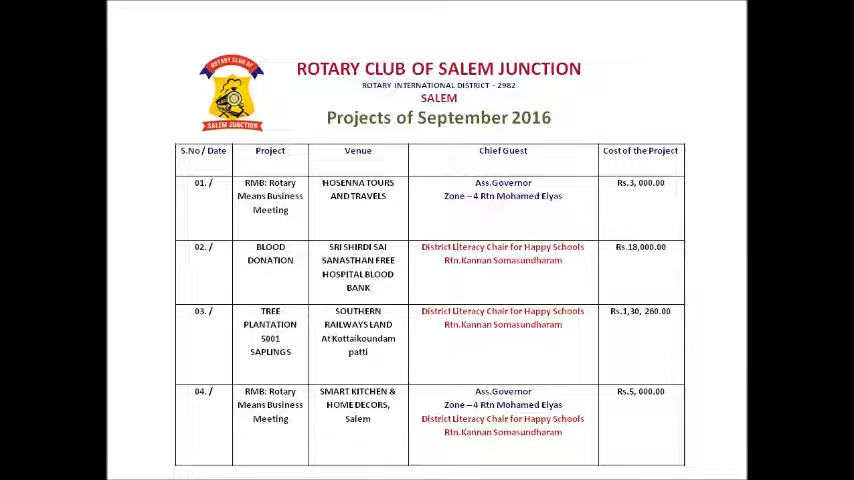 ROTARY CLUB OF
SALEM JUNCTION
ROTARY CLUB OF SALEM JUNCTION
ROTARY INTERNATIONAL DISTRICT - 2982
SALEM
Projects of September 2016
S.No / Date Project Venue Chief Guest Cost of the Project
01. / RMB: Rotary HOSENNA TOURS Ass.Governor Rs.3, 000.00
Means Business AND TRAVELS Zone – 4 Rtn Mohamed Elyas
Meeting
02. / BLOOD SRI SHIRDI SAI District Literacy Chair for Happy Schools Rs.18,000.00
DONATION SANASTHAN FREE Rtn.Kannan Somasundharam
HOSPITAL BLOOD
BANK
03. / TREE SOUTHERN District Literacy Chair for Happy Schools Rs.1,30, 260.00
PLANTATION RAILWAYS LAND Rtn.Kannan Somasundharam
5001 At Kottaikoundam
SAPLINGS patti
04. / RMB: Rotary SMART KITCHEN & Ass.Governor Rs.5, 000.00
Means Business HOME DECORS, Zone – 4 Rtn Mohamed Elyas
Meeting Salem District Literacy Chair for Happy Schools
Rtn.Kannan Somasundharam